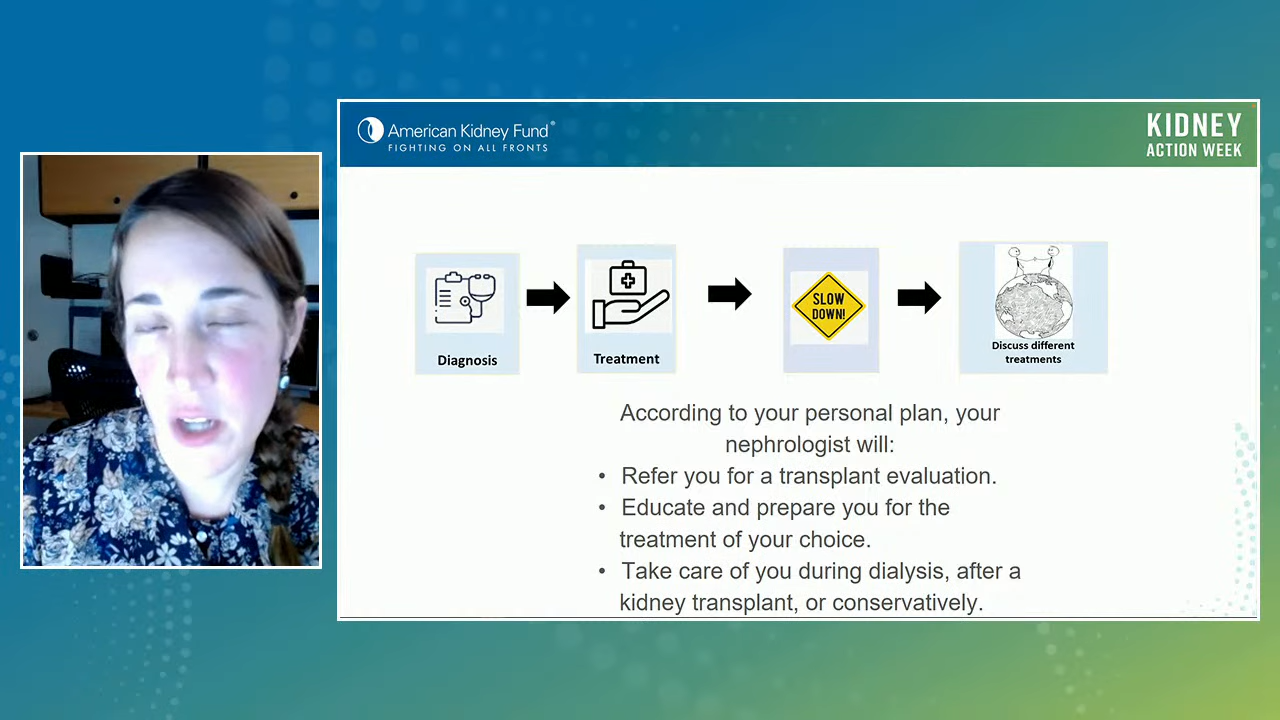 American Kidney Fund®
FIGHTING ON ALL FRONTS
KIDNEY
ACTION WEEK
Diagnosis
Treatment
SLOW
DOWN!
Discuss different
treatments
According to your personal plan, your
nephrologist will:
• Refer you for a transplant evaluation.
• Educate and prepare you for the
treatment of your choice.
• Take care of you during dialysis, after a
kidney transplant, or conservatively.